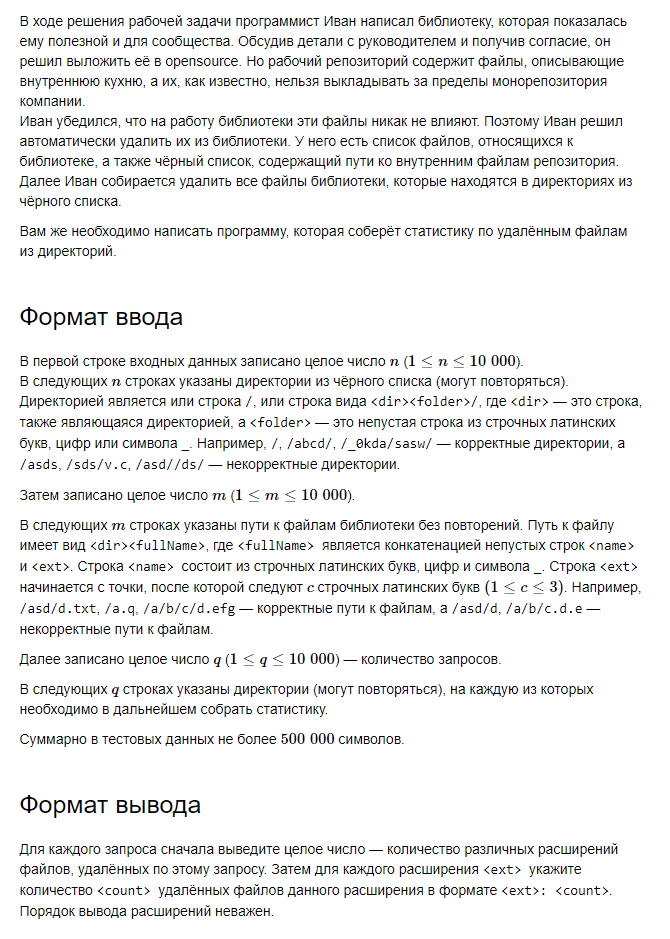 В ходе решения рабочей задачи программист Иван написал библиотеку, которая показалась
ему полезной и для сообщества. Обсудив детали с руководителем и получив согласие, он
решил выложить её в opensource. Но рабочий репозиторий содержит файлы, описывающие
внутреннюю кухню, а их, как известно, нельзя выкладывать за пределы монорепозитория
компании.
Иван убедился, что на работу библиотеки эти файлы никак не влияют. Поэтому Иван решил
автоматически удалить их из библиотеки. У него есть список файлов, относящихся к
библиотеке, а также чёрный список, содержащий пути ко внутренним файлам репозитория.
Далее Иван собирается удалить все файлы библиотеки, которые находятся в директориях из
чёрного списка.
Вам же необходимо написать программу, которая соберёт статистику по удалённым файлам
из директорий.
Формат ввода
В первой строке входных данных записано целое число n (1 ≤ n ≤ 10 000).
В следующих n строках указаны директории из чёрного списка (могут повторяться).
Директорией является или строка /, или строка вида <dir><folder>/, где <dir> — это строка,
также являющаяся директорией, а <folder> — это непустая строка из строчных латинских
букв, цифр или символа _. Например, /, /abcd/, /_0kda/sasw/ — корректные директории, а
/asds, /sds/v.c, /asd//ds/ — некорректные директории.
Затем записано целое число m (1 ≤ m ≤ 10 000).
В следующих m строках указаны пути к файлам библиотеки без повторений. Путь к файлу
имеет вид <dir><fullName>, где <fullName> является конкатенацией непустых строк <name>
и <ext>. Строка <name> состоит из строчных латинских букв, цифр и символа _. Строка <ext>
начинается с точки, после которой следуют c строчных латинских букв (1 ≤ c ≤ 3). Например,
/asd/d.txt, /a.q, /a/b/c/d.efg — корректные пути к файлам, а /asd/d, /a/b/c.d.e —
некорректные пути к файлам.
Далее записано целое число q (1 ≤ q ≤ 10 000) — количество запросов.
В следующих q строках указаны директории (могут повторяться), на каждую из которых
необходимо в дальнейшем собрать статистику.
Суммарно в тестовых данных не более 500 000 символов.
Формат вывода
Для каждого запроса сначала выведите целое число — количество различных расширений
файлов, удалённых по этому запросу. Затем для каждого расширения <ext> укажите
количество <count> удалённых файлов данного расширения в формате <ext>: <count>.
Порядок вывода расширений неважен.